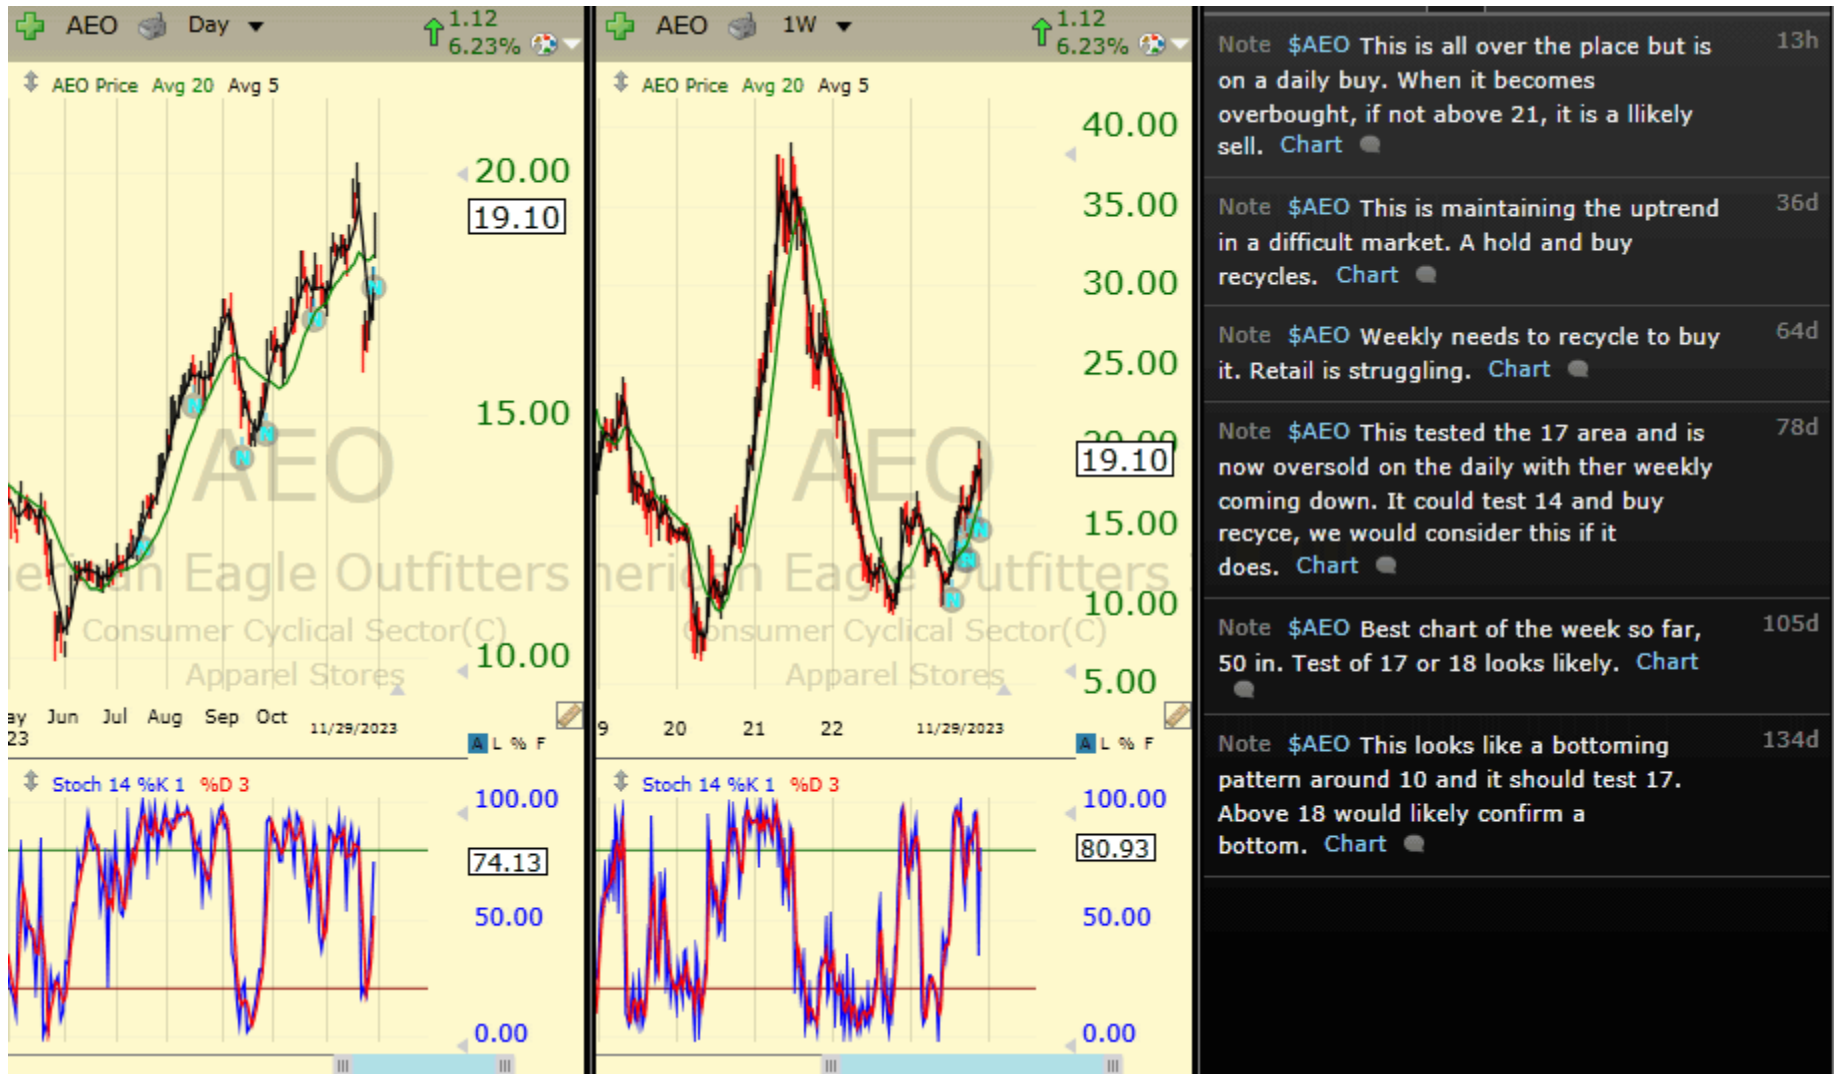 AEO Day 1.12
6.23%
AEO Price Avg 20 Avg 5
20.00
19.10
15.00
10.00
AEO
erican Eagle Outfitters
Consumer Cyclical Sector(C)
Apparel Stores
ay Jun Jul Aug Sep Oct 11/29/2023
23
A L % F
Stoch 14 %K 1 %D 3
100.00
74.13
50.00
0.00
N
N
N
N
N
N
AEO 1W 1.12
6.23%
AEO Price Avg 20 Avg 5
40.00
35.00
30.00
25.00
20.00
19.10
15.00
10.00
5.00
AEO
nerican Eagle Outfitters
Consumer Cyclical Sector(C)
Apparel Stores
N
N
N
9 20 21 22 11/29/2023
A L % F
Stoch 14 %K 1 %D 3
100.00
80.93
50.00
0.00
Note $AEO This is all over the place but is 13h
on a daily buy. When it becomes
overbought, if not above 21, it is a llikely
sell. Chart
Note $AEO This is maintaining the uptrend 36d
in a difficult market. A hold and buy
recycles. Chart
Note $AEO Weekly needs to recycle to buy 64d
it. Retail is struggling. Chart
Note $AEO This tested the 17 area and is 78d
now oversold on the daily with ther weekly
coming down. It could test 14 and buy
recyce, we would consider this if it
does. Chart
Note $AEO Best chart of the week so far, 105d
50 in. Test of 17 or 18 looks likely. Chart
Note $AEO This looks like a bottoming 134d
pattern around 10 and it should test 17.
Above 18 would likely confirm a
bottom. Chart